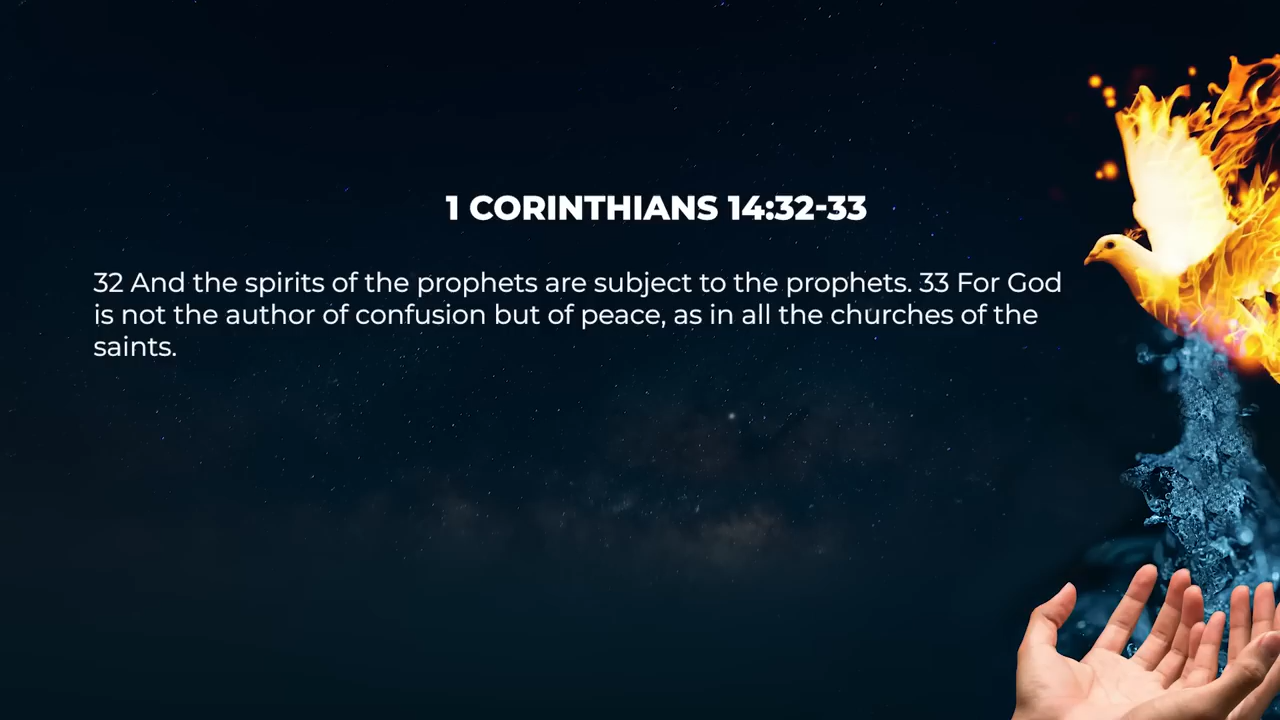 1 CORINTHIANS 14:32-33
32 And the spirits of the prophets are subject to the prophets. 33 For God
is not the author of confusion but of peace, as in all the churches of the
saints.